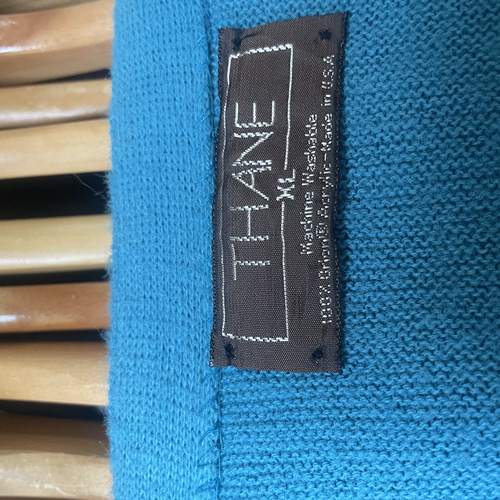 THANE
XL
Machine Washable
100% Orlon® Acrylic-Made in U.S.A